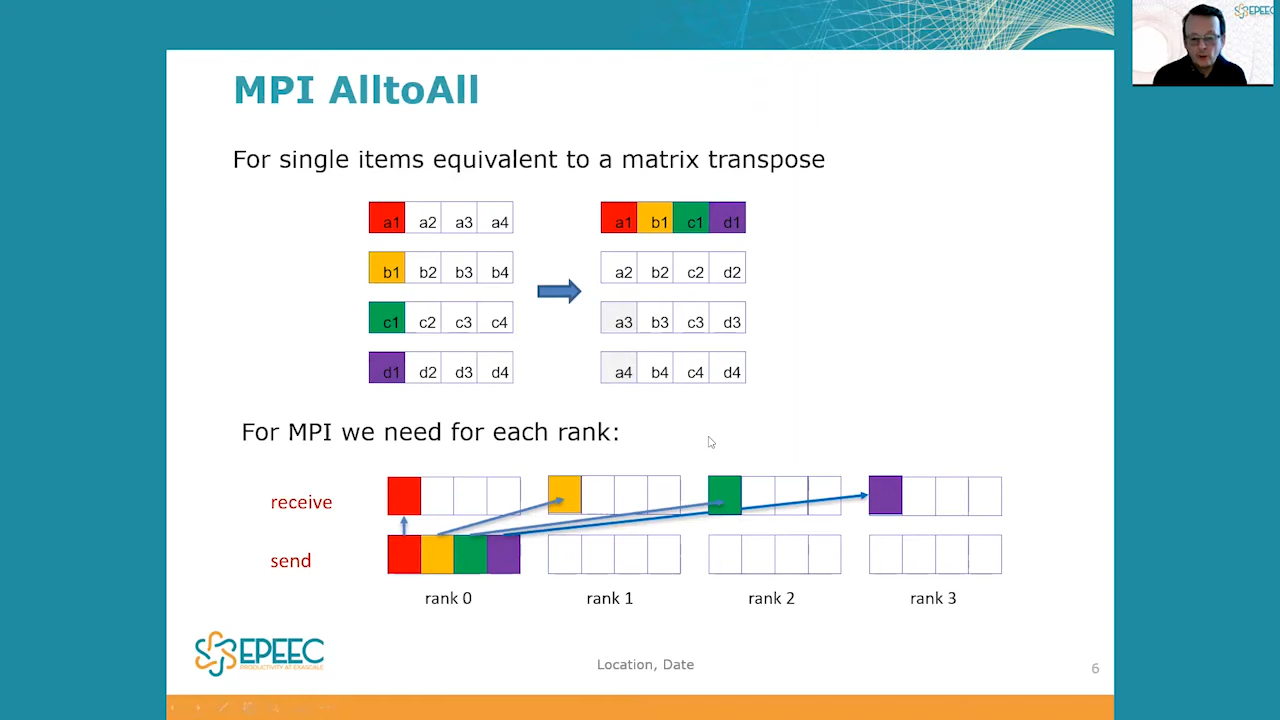 EPEEC
MPI AlltoAll
For single items equivalent to a matrix transpose
a1 a2 a3 a4 a1 b1 c1 d1
b1 b2 b3 b4 a2 b2 c2 d2
c1 c2 c3 c4 a3 b3 c3 d3
d1 d2 d3 d4 a4 b4 c4 d4
For MPI we need for each rank:
receive
send
rank 0 rank 1 rank 2 rank 3
EPEEC
PRODUCTIVITY AT EXASCALE
Location, Date
6